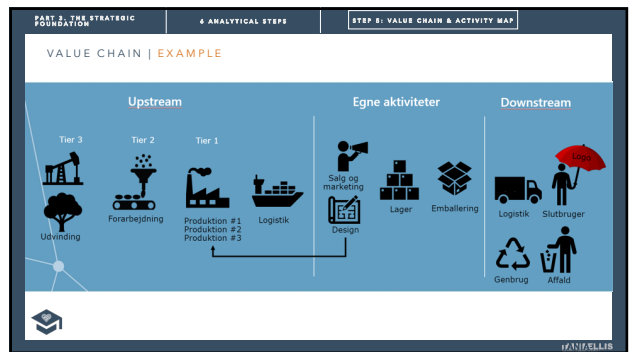 PART 3. THE STRATEGIC
FOUNDATION
6 ANALYTICAL STEPS
STEP 5: VALUE CHAIN & ACTIVITY MAP
VALUE CHAIN | EXAMPLE
Upstream
Egne aktiviteter
Downstream
Tier 3
Tier 2
Tier 1
Logo
Salg og
marketing
Udvinding
Forarbejdning
Produktion #1
Produktion #2
Produktion #3
Logistik
Design
Lager
Emballering
Logistik
Slutbruger
Genbrug
Affald
TANIAELLIS